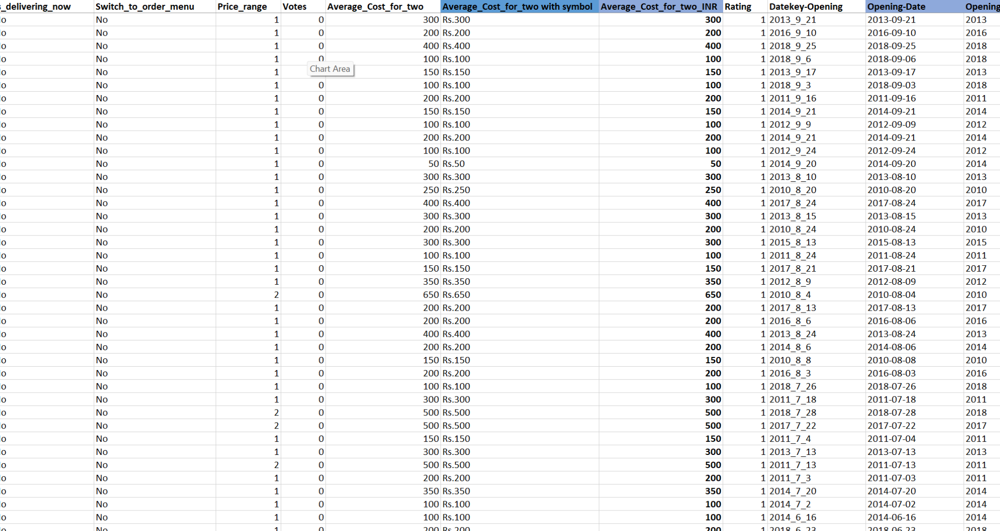 _delivering_now Switch_to_order_menu Price_range Votes Average_Cost_for_two Average_Cost_for_two with symbol Average_Cost_for_two_INR Rating Datekey-Opening Opening-Date Opening
No 1 0 300 Rs.300 300 1 2013_9_21 2013-09-21 2013
No 1 0 200 Rs.200 200 1 2016_9_10 2016-09-10 2016
No 1 0 400 Rs.400 400 1 2018_9_25 2018-09-25 2018
No 1 0 100 Rs.100 100 1 2018_9_6 2018-09-06 2018
Chart Area
No 1 150 Rs.150 150 1 2013_9_17 2013-09-17 2013
No 1 0 100 Rs.100 100 1 2018_9_3 2018-09-03 2018
No 1 0 200 Rs.200 200 1 2011_9_16 2011-09-16 2011
No 1 0 150 Rs.150 150 1 2014_9_21 2014-09-21 2014
No 1 0 100 Rs.100 100 1 2012_9_9 2012-09-09 2012
No 1 0 200 Rs.200 200 1 2014_9_21 2014-09-21 2014
No 1 0 100 Rs.100 100 1 2012_9_24 2012-09-24 2012
No 1 0 50 Rs.50 50 1 2014_9_20 2014-09-20 2014
No 1 0 300 Rs.300 300 1 2013_8_10 2013-08-10 2013
No 1 0 250 Rs.250 250 1 2010_8_20 2010-08-20 2010
No 1 0 400 Rs.400 400 1 2017_8_24 2017-08-24 2017
No 1 0 300 Rs.300 300 1 2013_8_15 2013-08-15 2013
No 1 0 200 Rs.200 200 1 2010_8_24 2010-08-24 2010
No 1 0 300 Rs.300 300 1 2015_8_13 2015-08-13 2015
No 1 0 100 Rs.100 100 1 2011_8_24 2011-08-24 2011
No 1 0 150 Rs.150 150 1 2017_8_21 2017-08-21 2017
No 1 0 350 Rs.350 350 1 2012_8_9 2012-08-09 2012
No 2 0 650 Rs.650 650 1 2010_8_4 2010-08-04 2010
No 1 0 200 Rs.200 200 1 2017_8_13 2017-08-13 2017
No 1 0 200 Rs.200 200 1 2016_8_6 2016-08-06 2016
No 1 0 400 Rs.400 400 1 2013_8_24 2013-08-24 2013
No 1 0 200 Rs.200 200 1 2014_8_6 2014-08-06 2014
No 1 0 150 Rs.150 150 1 2010_8_8 2010-08-08 2010
No 1 0 200 Rs.200 200 1 2016_8_3 2016-08-03 2016
No 1 0 100 Rs.100 100 1 2018_7_26 2018-07-26 2018
No 1 0 300 Rs.300 300 1 2011_7_18 2011-07-18 2011
No 2 0 500 Rs.500 500 1 2018_7_28 2018-07-28 2018
No 2 0 500 Rs.500 500 1 2017_7_22 2017-07-22 2017
No 1 0 150 Rs.150 150 1 2011_7_4 2011-07-04 2011
No 1 0 300 Rs.300 300 1 2013_7_13 2013-07-13 2013
No 2 0 500 Rs.500 500 1 2011_7_13 2011-07-13 2011
No 1 0 200 Rs.200 200 1 2011_7_3 2011-07-03 2011
No 1 0 350 Rs.350 350 1 2014_7_20 2014-07-20 2014
No 1 0 100 Rs.100 100 1 2014_7_2 2014-07-02 2014
No 1 0 100 Rs.100 100 1 2014_6_16 2014-06-16 2014